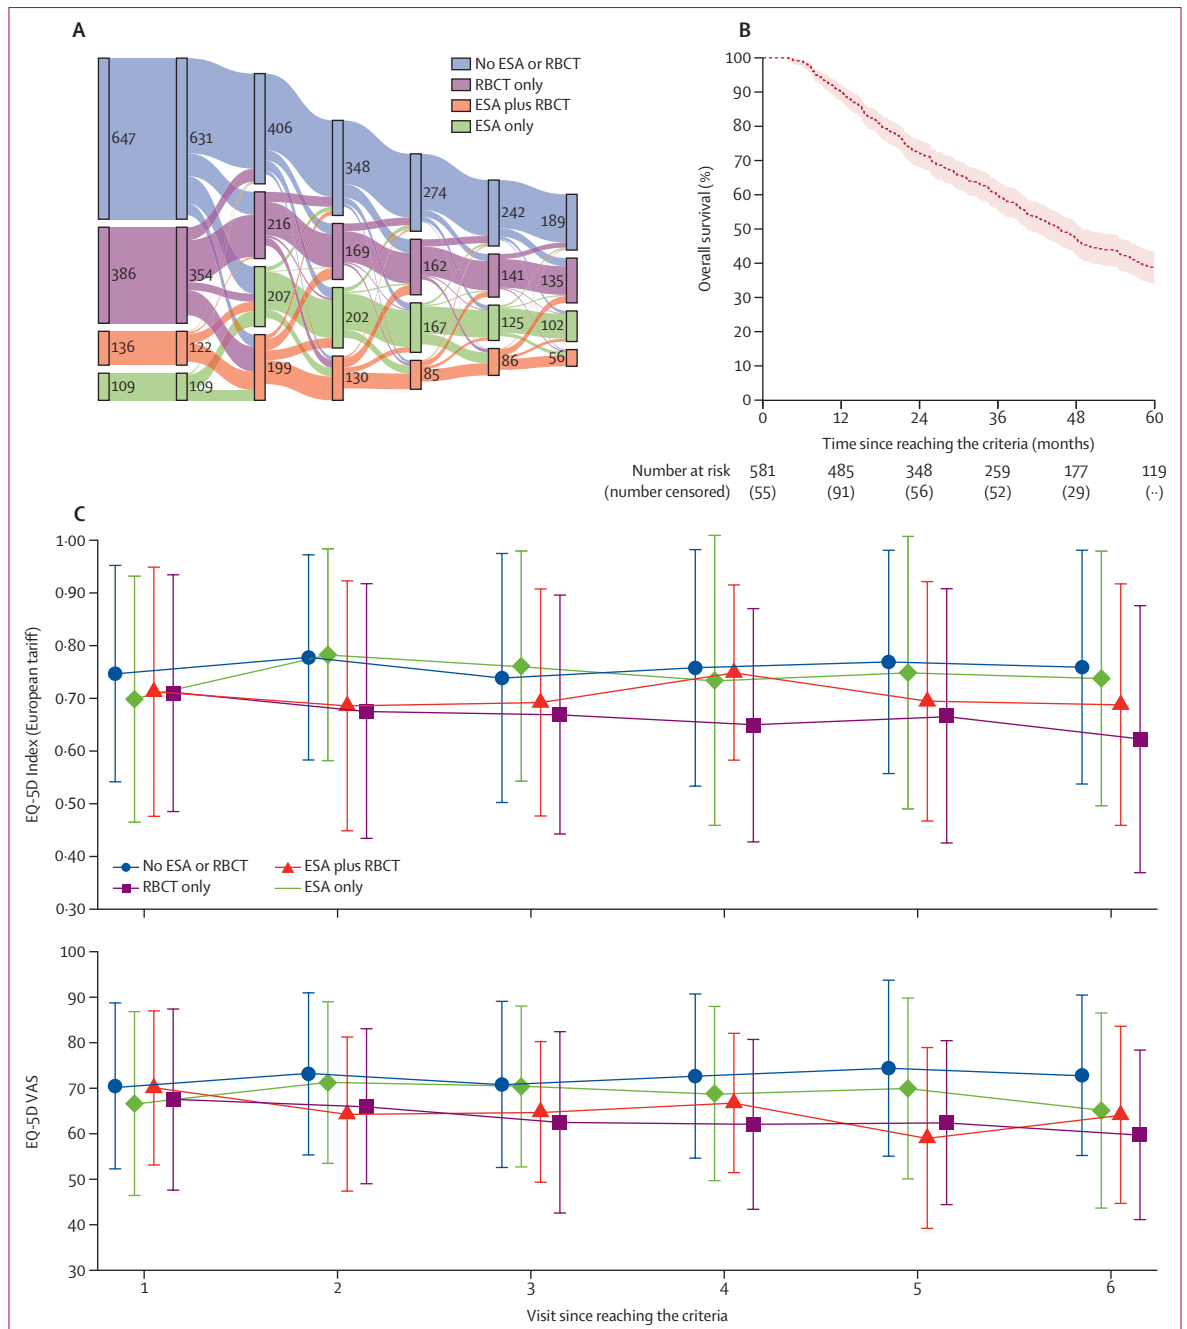 A
No ESA or RBCT
RBCT only
ESA plus RBCT
ESA only
647 631 406 348 274 242 189
386 354 216 169 162 141 135
136 122 207 202 167 125 102
109 109 199 130 85 86 56
B
Overall survival (%)
100
90
80
70
60
50
40
30
20
10
0
0 12 24 36 48 60
Time since reaching the criteria (months)
Number at risk 581 485 348 259 177 119
(number censored) (55) (91) (56) (52) (29) (··)
C
EQ-5D Index (European tariff)
1·00
0·90
0·80
0·70
0·60
0·50
0·40
0·30
No ESA or RBCT ESA plus RBCT
RBCT only ESA only
EQ-5D VAS
100
90
80
70
60
50
40
30
1 2 3 4 5 6
Visit since reaching the criteria